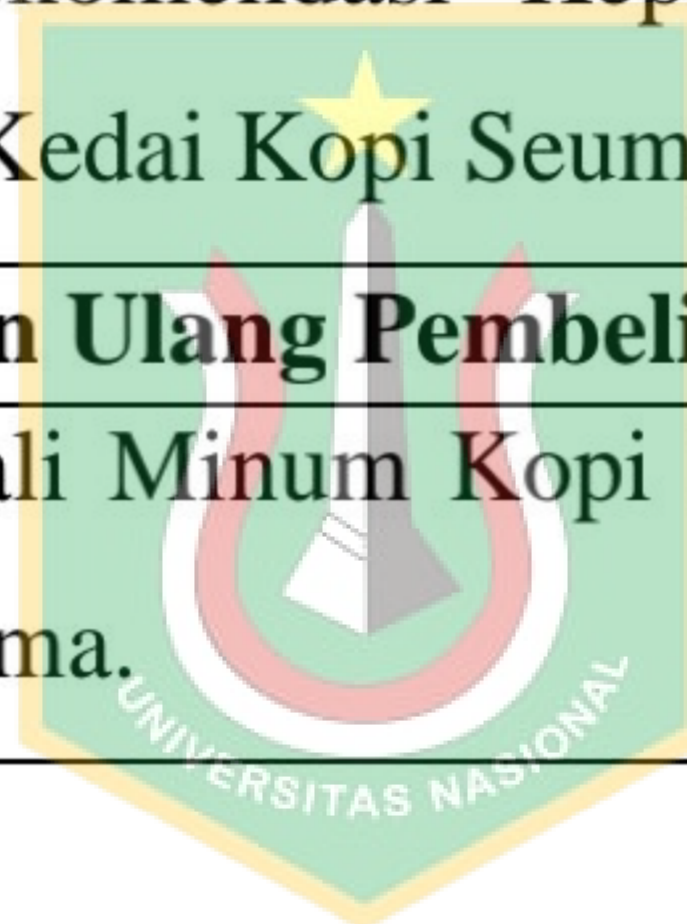 Kedai Kopi Seum
n Ulang Pembeli
ali Minum Kopi
ma.
UNIVERSITAS NASIONAL